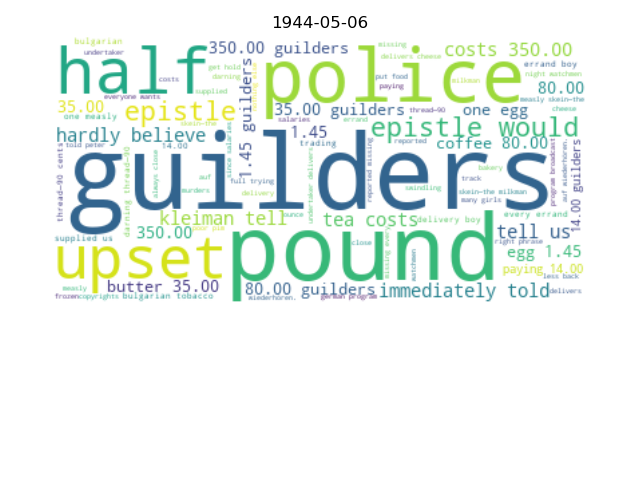 1944-05-06
bulgarian
undertaker
half
350.00 guilders
missing
delivers cheese
police
costs 350.00
errand boy
night watchmen
get hold
darning
supplied
everyone wants
costs
put food
paying
milkman
80.00
measly skein—the
cheese
35.00
epistle
one measly
1.45 guilders
35.00 guilders
thread—90
one egg
salaries
1.45
errand
epistle would
hardly believe
trading
reported
coffee 80.00
told peter
14.00
guilders
thread—90 cents
darning thread—90
always close
auf
murders
full trying
delivery
since salaries
undertaker delivers
reported missing
swindling
track
bakery
skein—the milkman
many girls
program broadcast
auf wiederhoren.
14.00 guilders
skein—the
kleiman tell
ounce
tea costs
delivery boy
every errand
tell us
350.00
supplied us
upset
pound
close
missing every
watchmen
right phrase
egg 1.45
paying 14.00
less back
measly
butter 35.00
80.00 guilders
immediately told
delivers
frozen
copyrights
bulgarian tobacco
wiederhoren.
german program